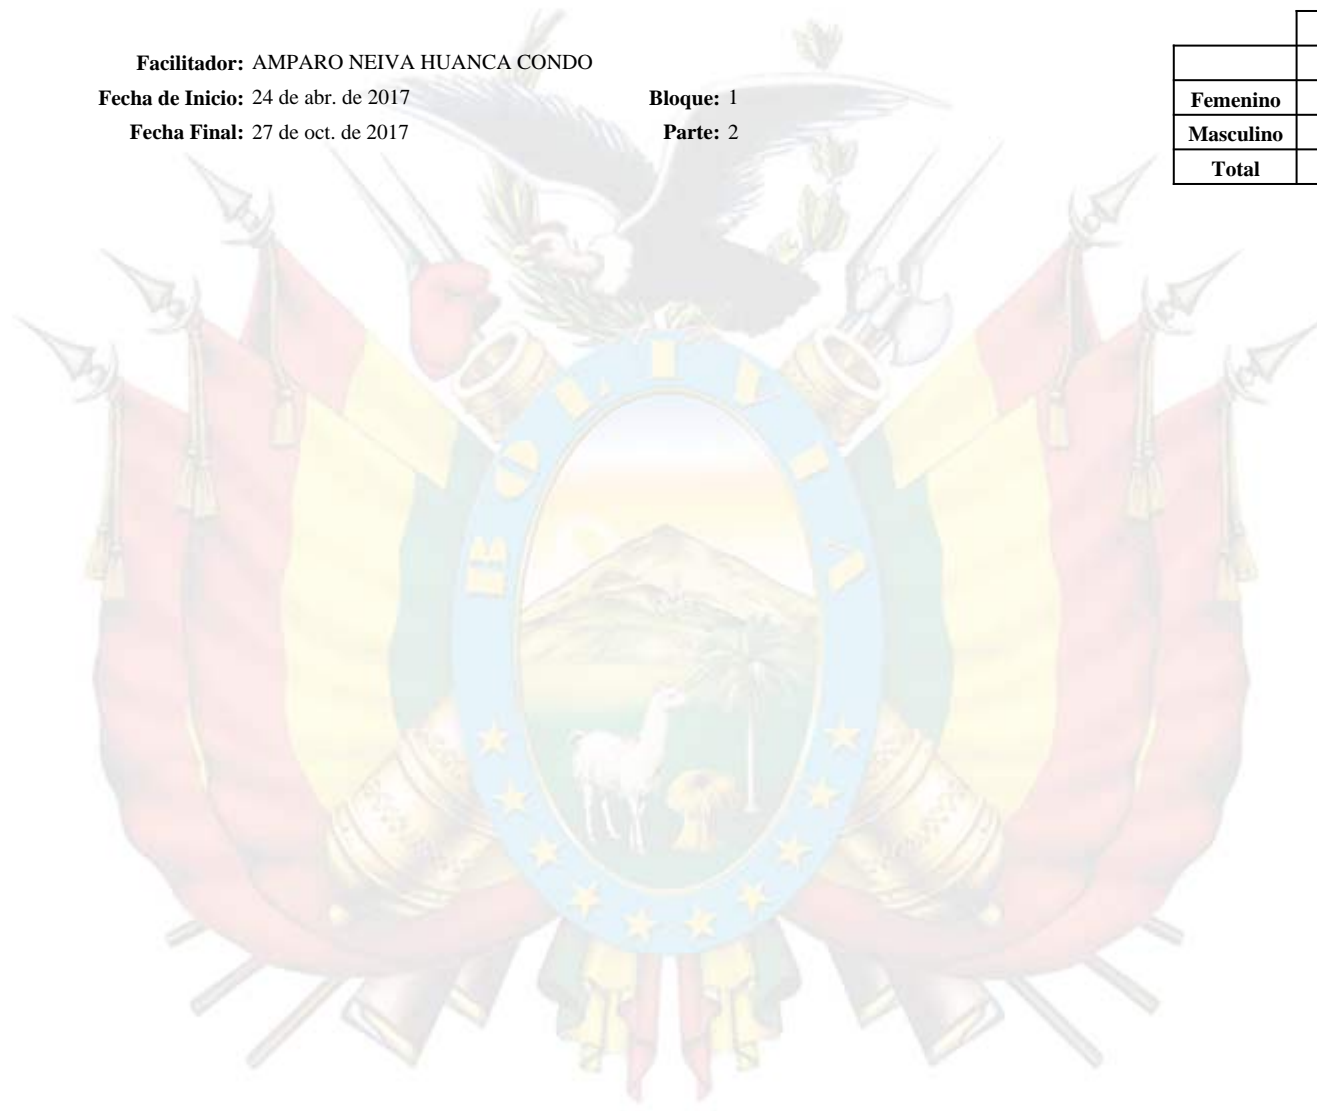 Facilitador: AMPARO NEIVA HUANCA CONDO
Fecha de Inicio: 24 de abr. de 2017 Bloque: 1
Fecha Final: 27 de oct. de 2017 Parte: 2
Femenino
Masculino
Total
BOLIVIA